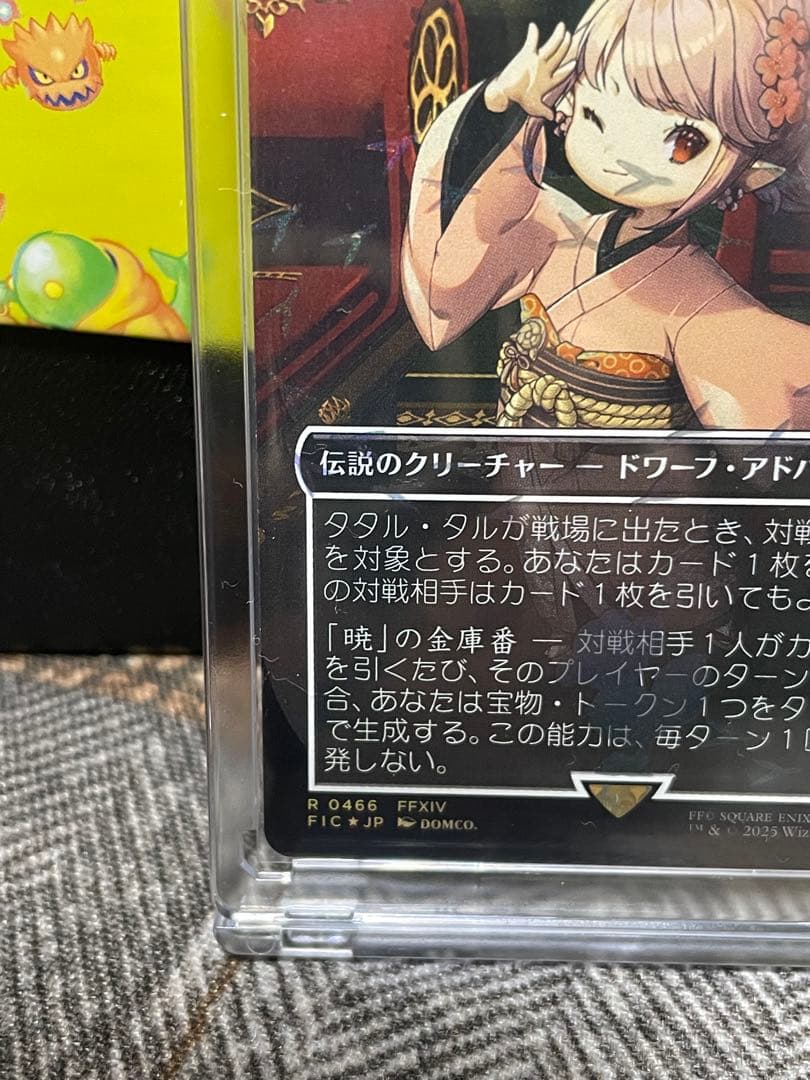 伝説のクリーチャー ― ドワーフ・アドバ
タタル・タルが戦場に出たとき、対戦
を対象とする。あなたはカード1枚を
の対戦相手はカード1枚を引いてもよ
「暁」の金庫番 ― 対戦相手1人がカ
を引くたび、そのプレイヤーのターン
合、あなたは宝物・トークン1つをタ
で生成する。この能力は、毎ターン1回
発しない。
R 0466 FFXIV
FIC★JP DOMCO.
FF© SQUARE ENIX
™ & © 2025 Wiz